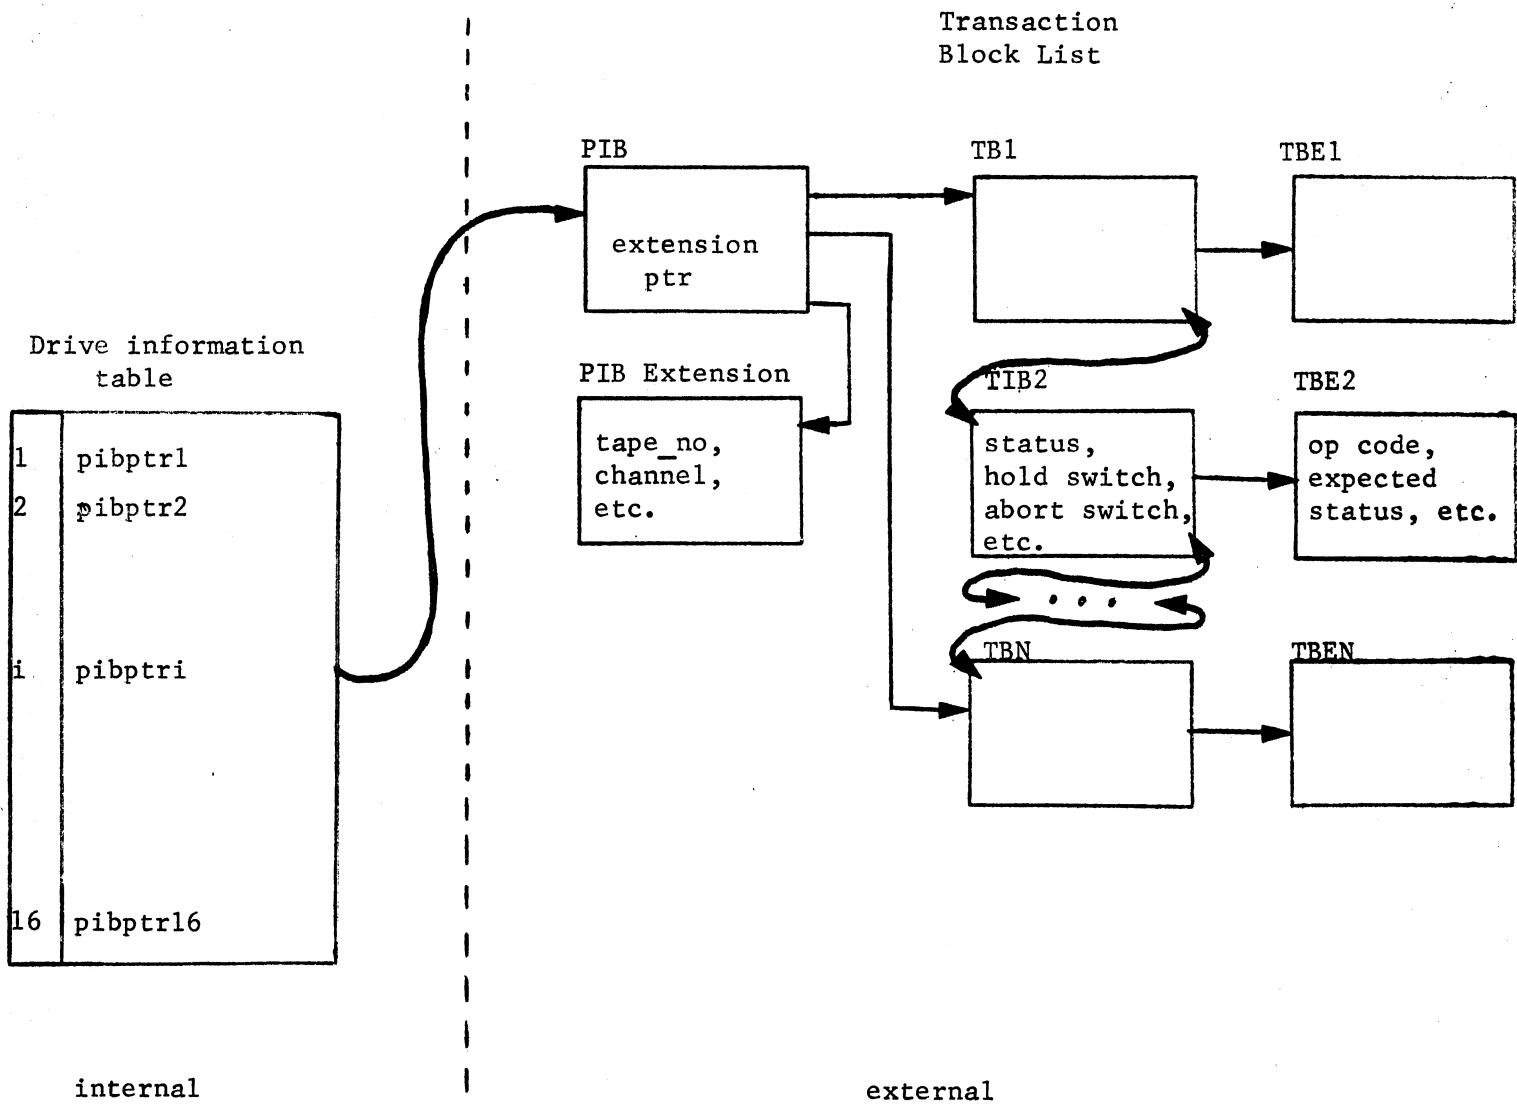 Transaction
Block List
PIB
extension
ptr
TB1
TBE1
Drive information
table
1 pibptr1
2 pibptr2
i pibptri
16 pibptr16
PIB Extension
tape_no,
channel,
etc.
TIB2
status,
hold switch,
abort switch,
etc.
TBE2
op code,
expected
status, etc.
. . .
TBN
TBEN
internal
external